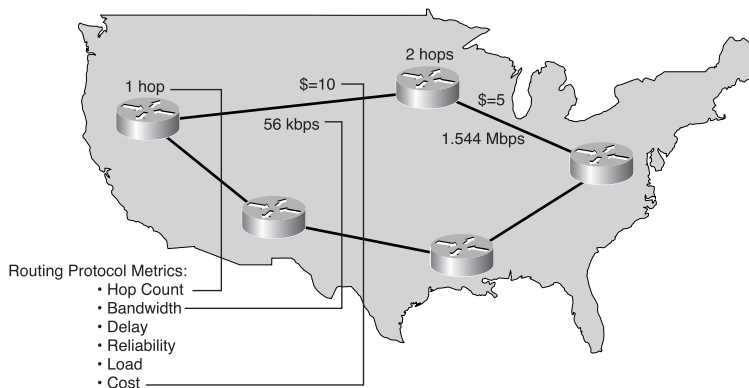 2 hops
1 hop
$=10
$=5
56 kbps
1.544 Mbps
Routing Protocol Metrics:
• Hop Count
• Bandwidth
• Delay
• Reliability
• Load
• Cost